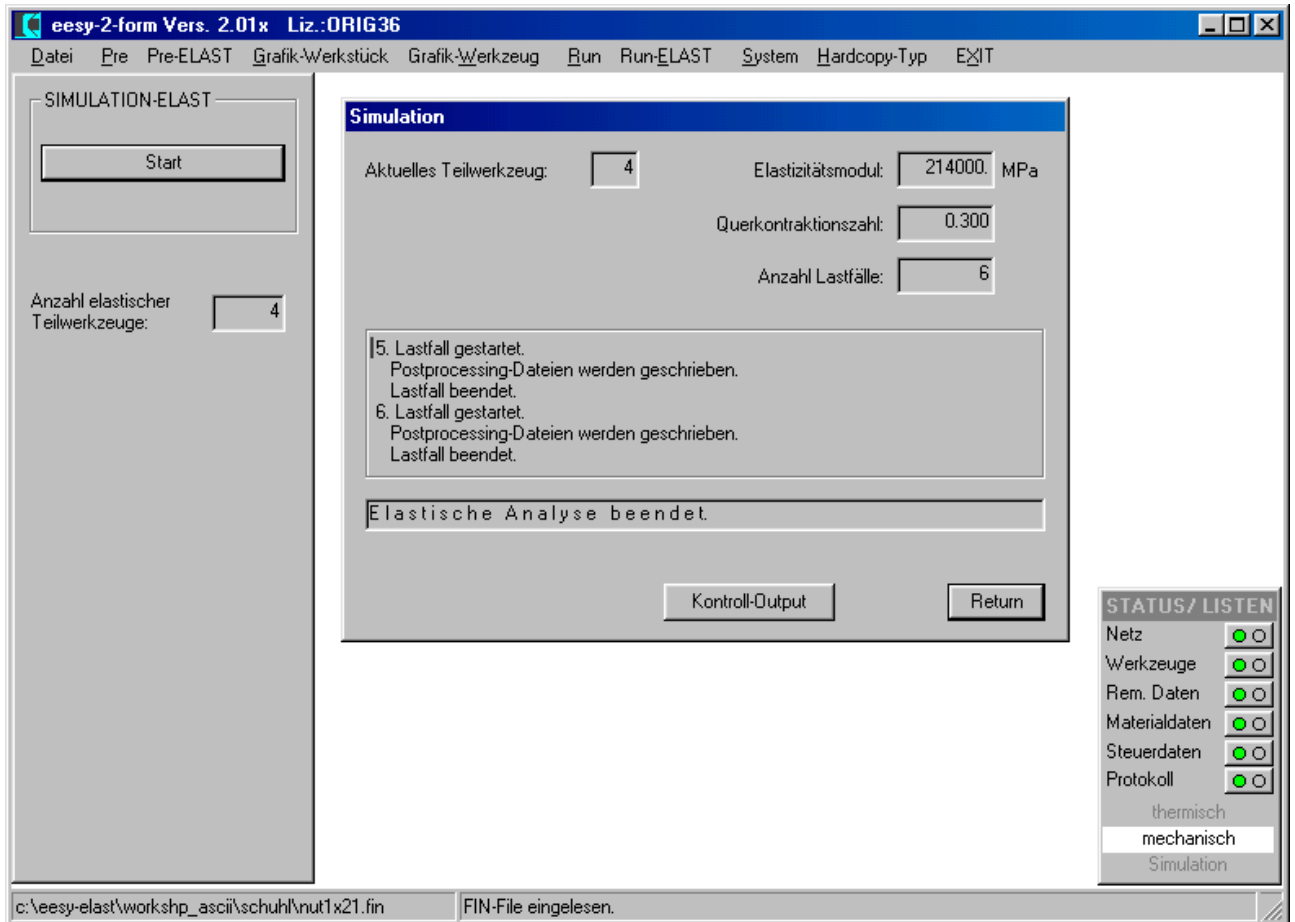 eesy-2-form Vers. 2.01x Liz.:ORIG36
Datei Pre Pre-ELAST Grafik-Werkstück Grafik-Werkzeug Run Run-ELAST System Hardcopy-Typ EXIT
SIMULATION-ELAST
Start
Anzahl elastischer
Teilwerkzeuge: 4
Simulation
Aktuelles Teilwerkzeug: 4 Elastizitätsmodul: 214000. MPa
Querkontraktionszahl: 0.300
Anzahl Lastfälle: 6
5. Lastfall gestartet.
Postprocessing-Dateien werden geschrieben.
Lastfall beendet.
6. Lastfall gestartet.
Postprocessing-Dateien werden geschrieben.
Lastfall beendet.
Elastische Analyse beendet.
Kontroll-Output Return
STATUS/ LISTEN
Netz
Werkzeuge
Rem. Daten
Materialdaten
Steuerdaten
Protokoll
thermisch
mechanisch
Simulation
c:\eesy-elast\workshp_ascii\schuhl\nut1x21.fin FIN-File eingelesen.